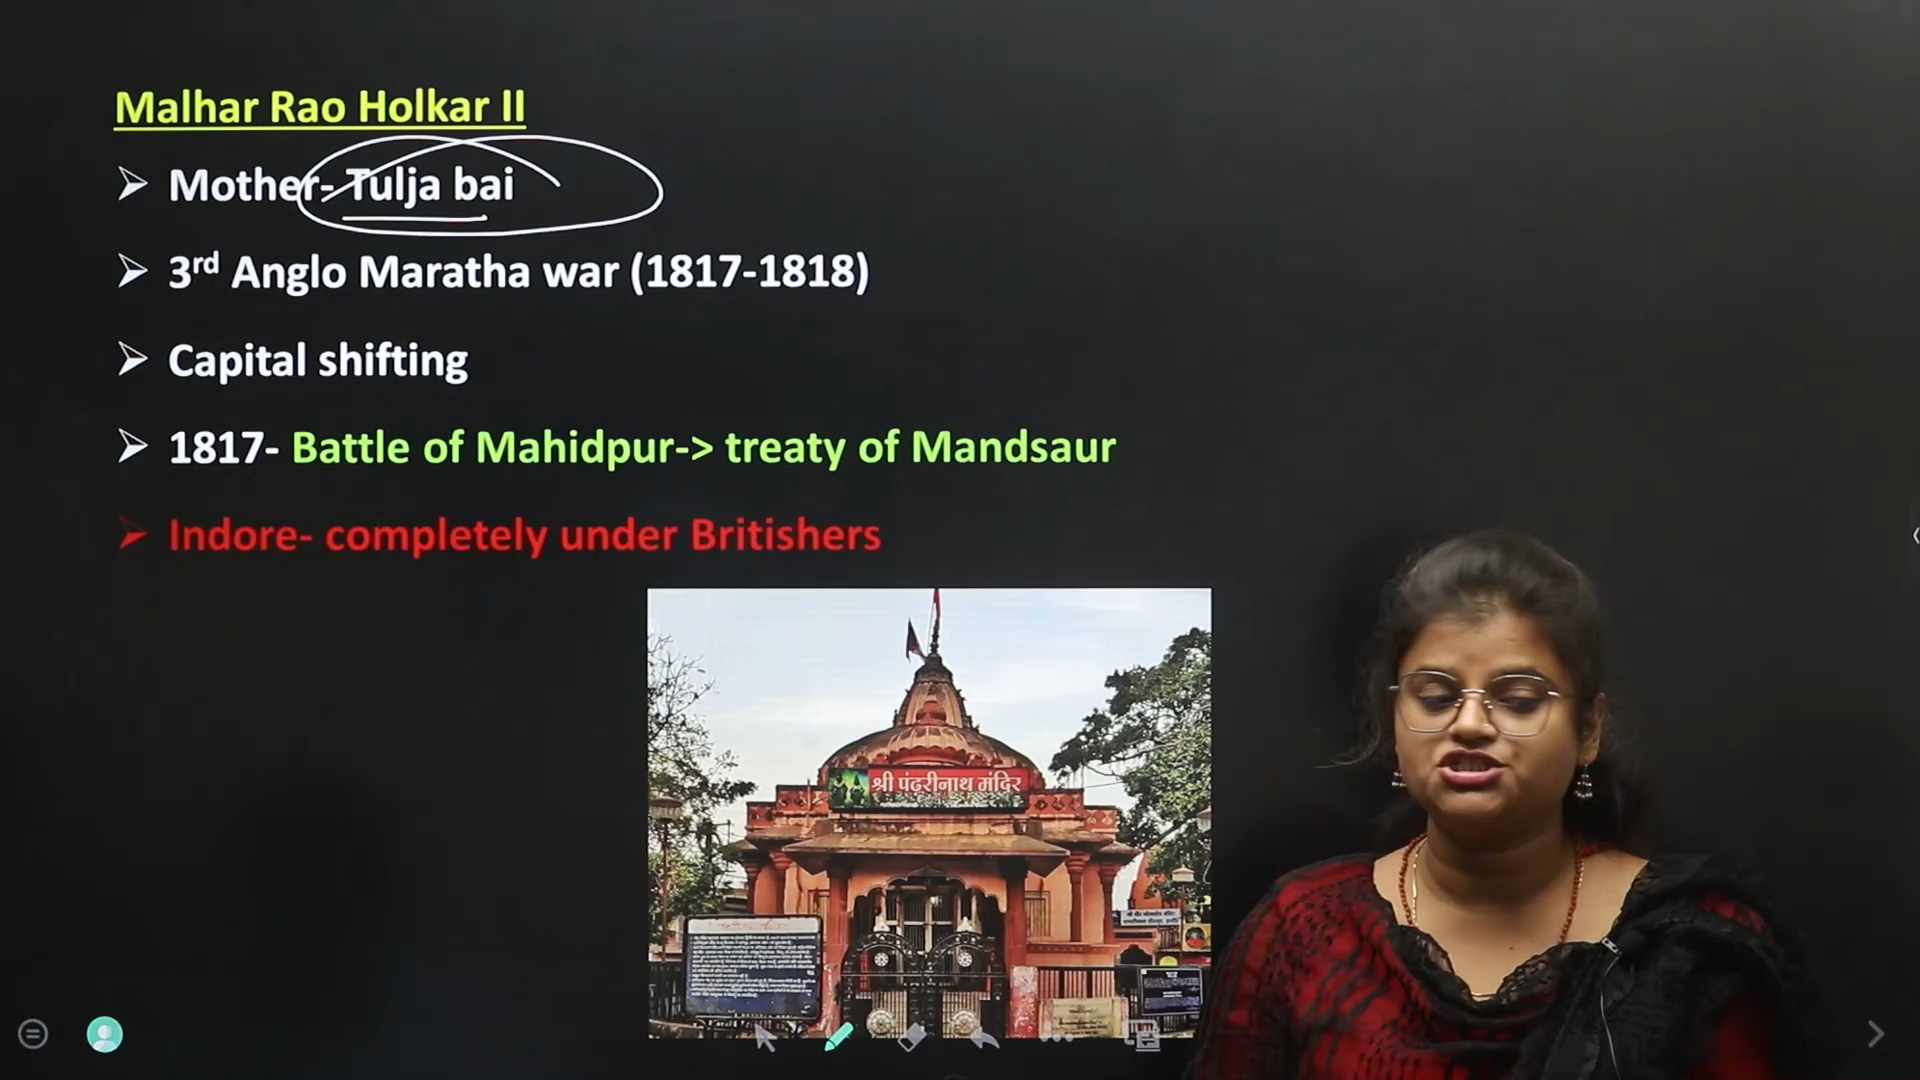 Malhar Rao Holkar II
➢ Mother- Tulja bai
➢ 3rd Anglo Maratha war (1817-1818)
➢ Capital shifting
➢ 1817- Battle of Mahidpur-> treaty of Mandsaur
➢ Indore- completely under Britishers
श्री पंढरीनाथ मंदिर